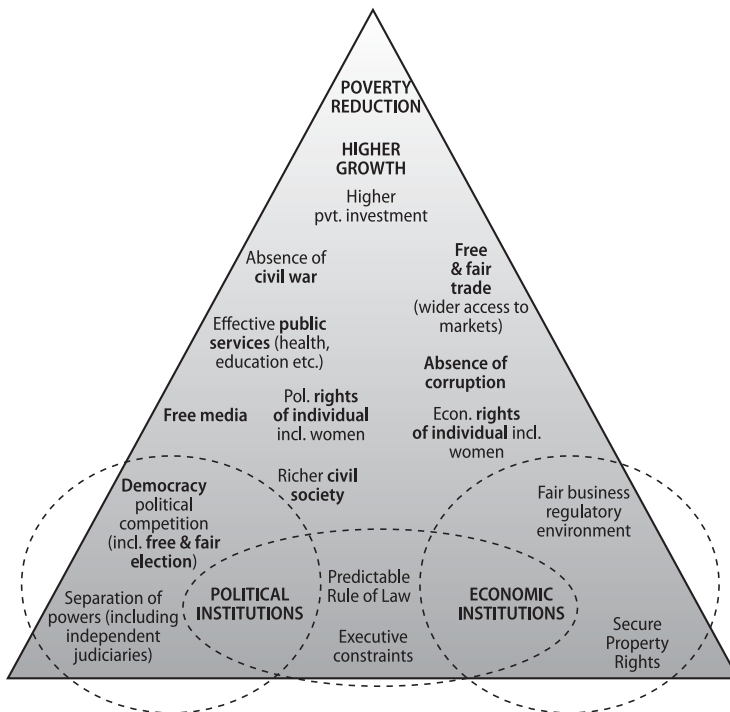 POVERTY
REDUCTION
HIGHER
GROWTH
Higher
pvt. investment
Absence of
civil war
Free
& fair
trade
(wider access to
markets)
Effective public
services (health,
education etc.)
Absence of
corruption
Free media
Pol. rights
of individual
incl. women
Econ. rights
of individual incl.
women
Richer civil
society
Democracy
political
competition
(incl. free & fair
election)
Fair business
regulatory
environment
Separation of
powers (including
independent
judiciaries)
POLITICAL
INSTITUTIONS
Predictable
Rule of Law
Executive
constraints
ECONOMIC
INSTITUTIONS
Secure
Property
Rights